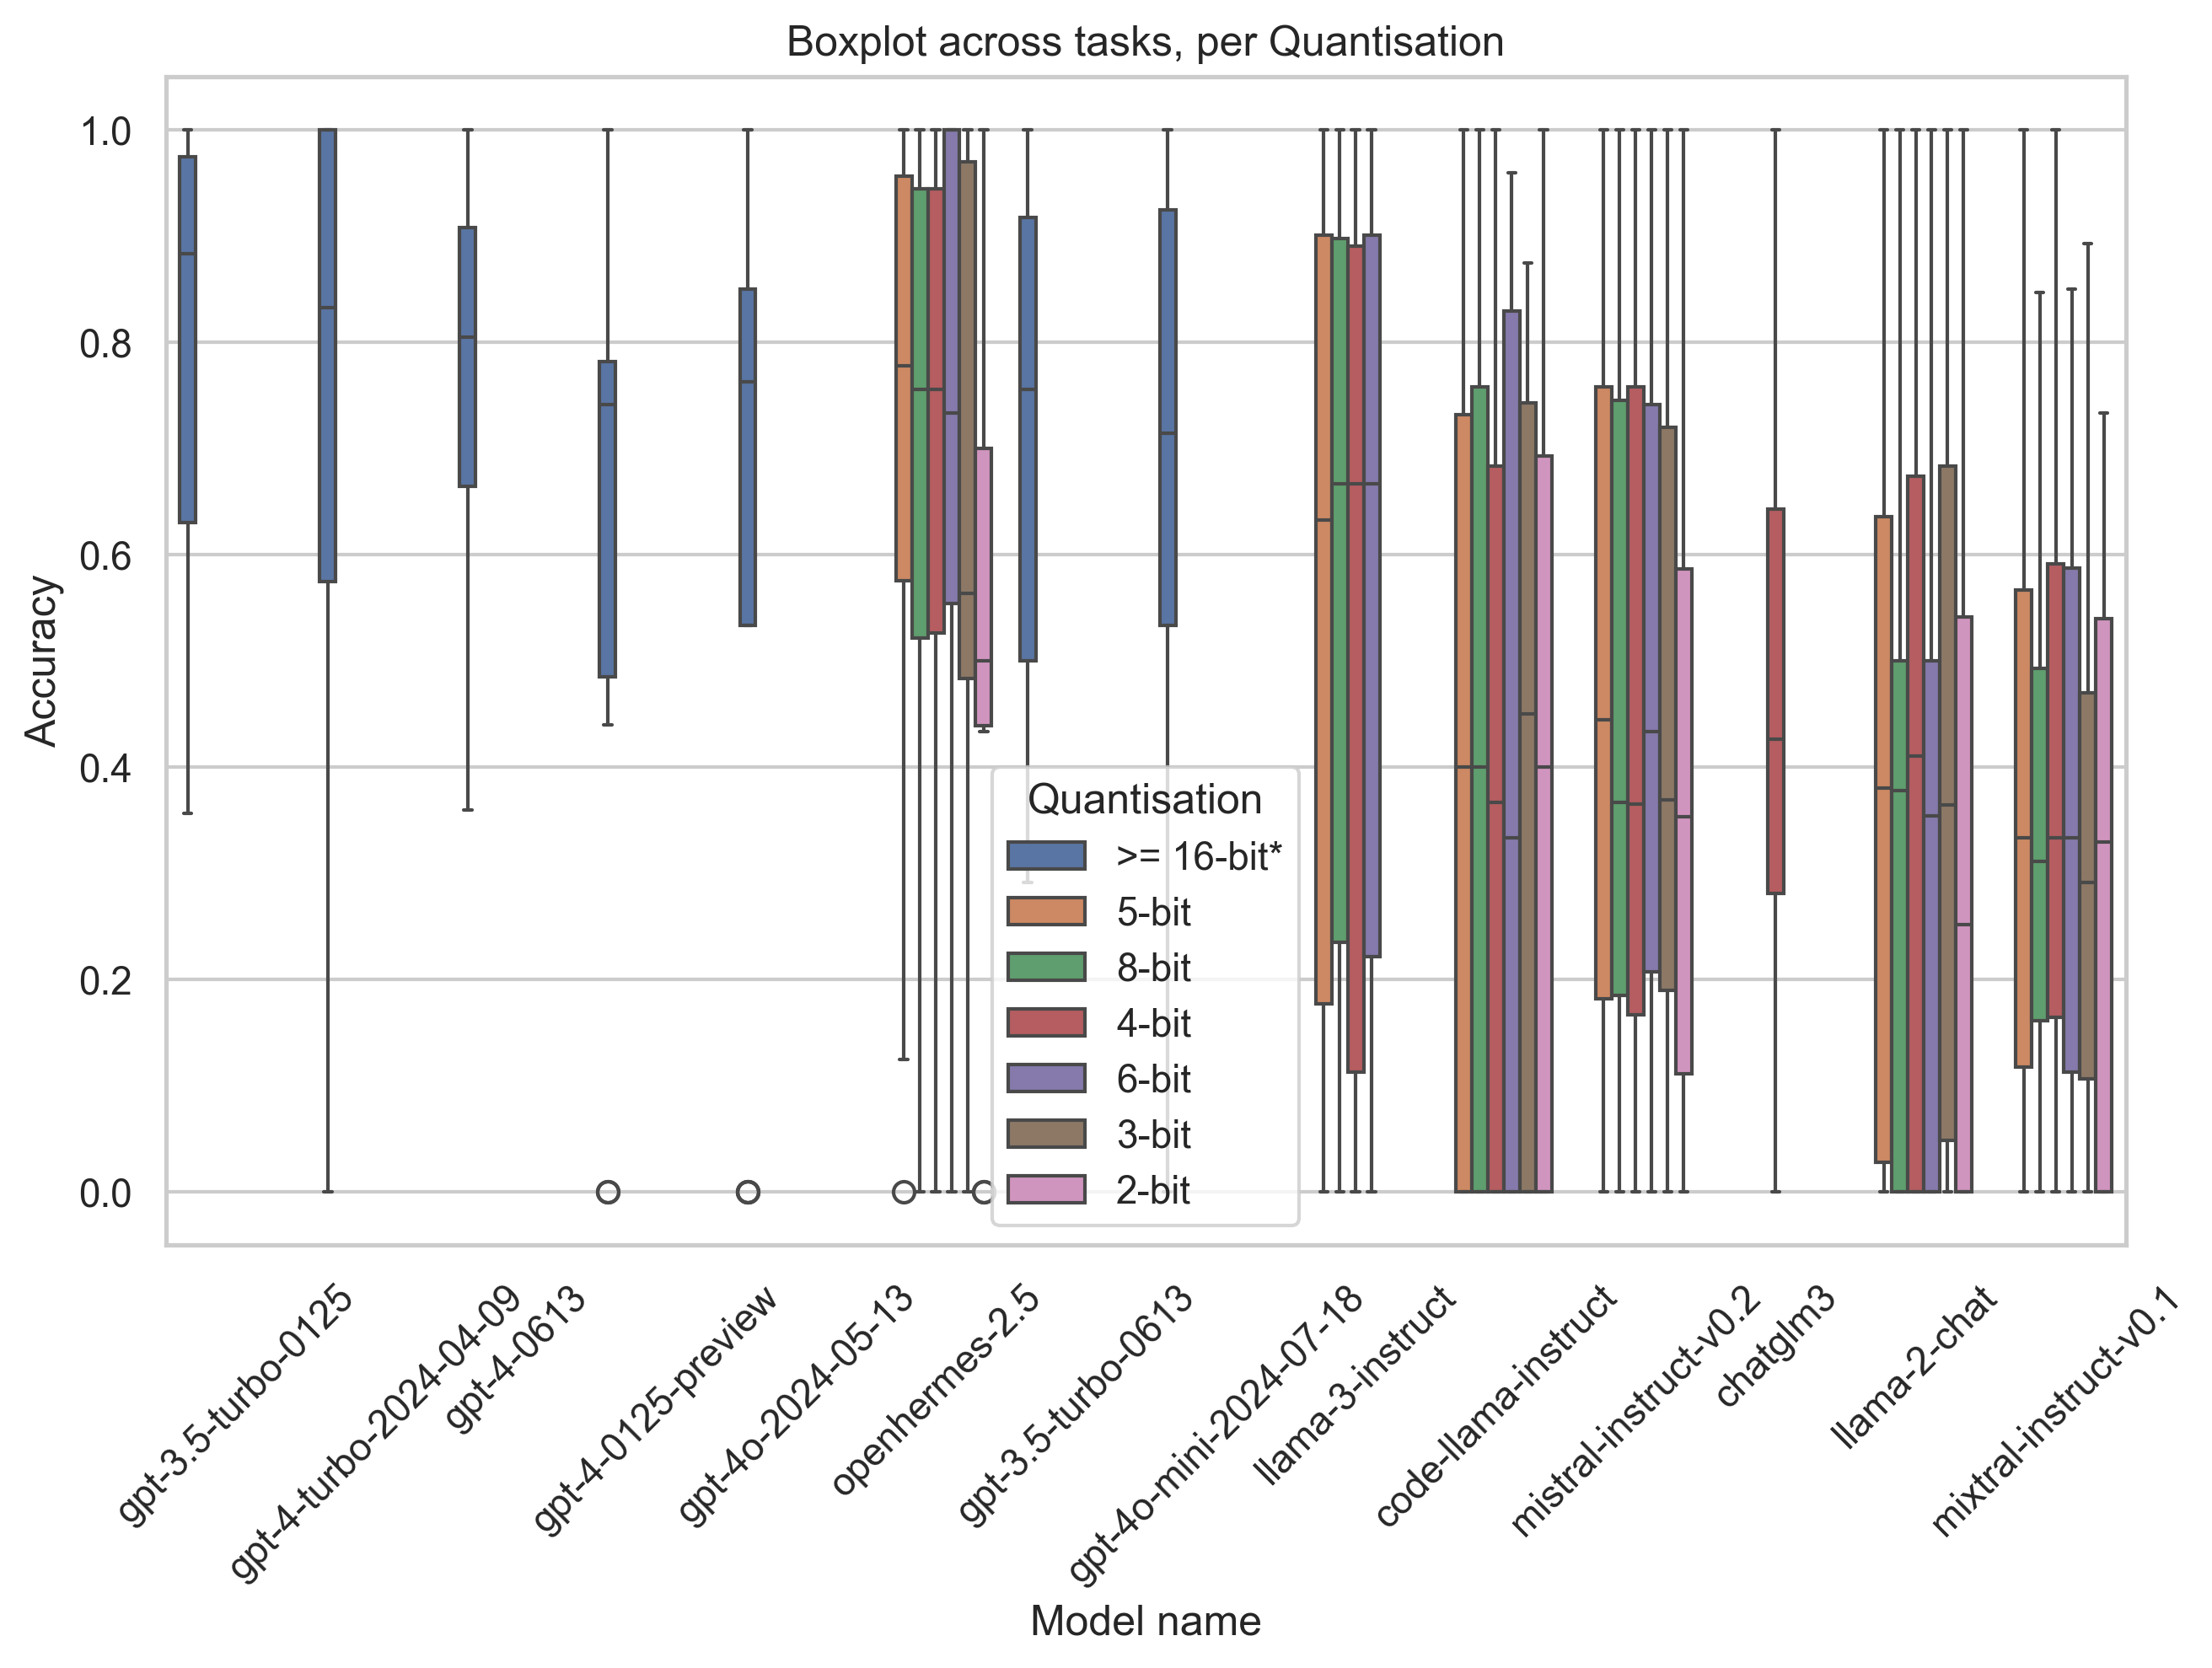 Boxplot across tasks, per Quantisation
Accuracy
1.0
0.8
0.6
0.4
0.2
0.0
Quantisation
>= 16-bit*
5-bit
8-bit
4-bit
6-bit
3-bit
2-bit
gpt-3.5-turbo-0125
gpt-4-turbo-2024-04-09
gpt-4-0613
gpt-4-0125-preview
gpt-4o-2024-05-13
openhermes-2.5
gpt-3.5-turbo-0613
gpt-4o-mini-2024-07-18
llama-3-instruct
code-llama-instruct
mistral-instruct-v0.2
chatglm3
llama-2-chat
mixtral-instruct-v0.1
Model name